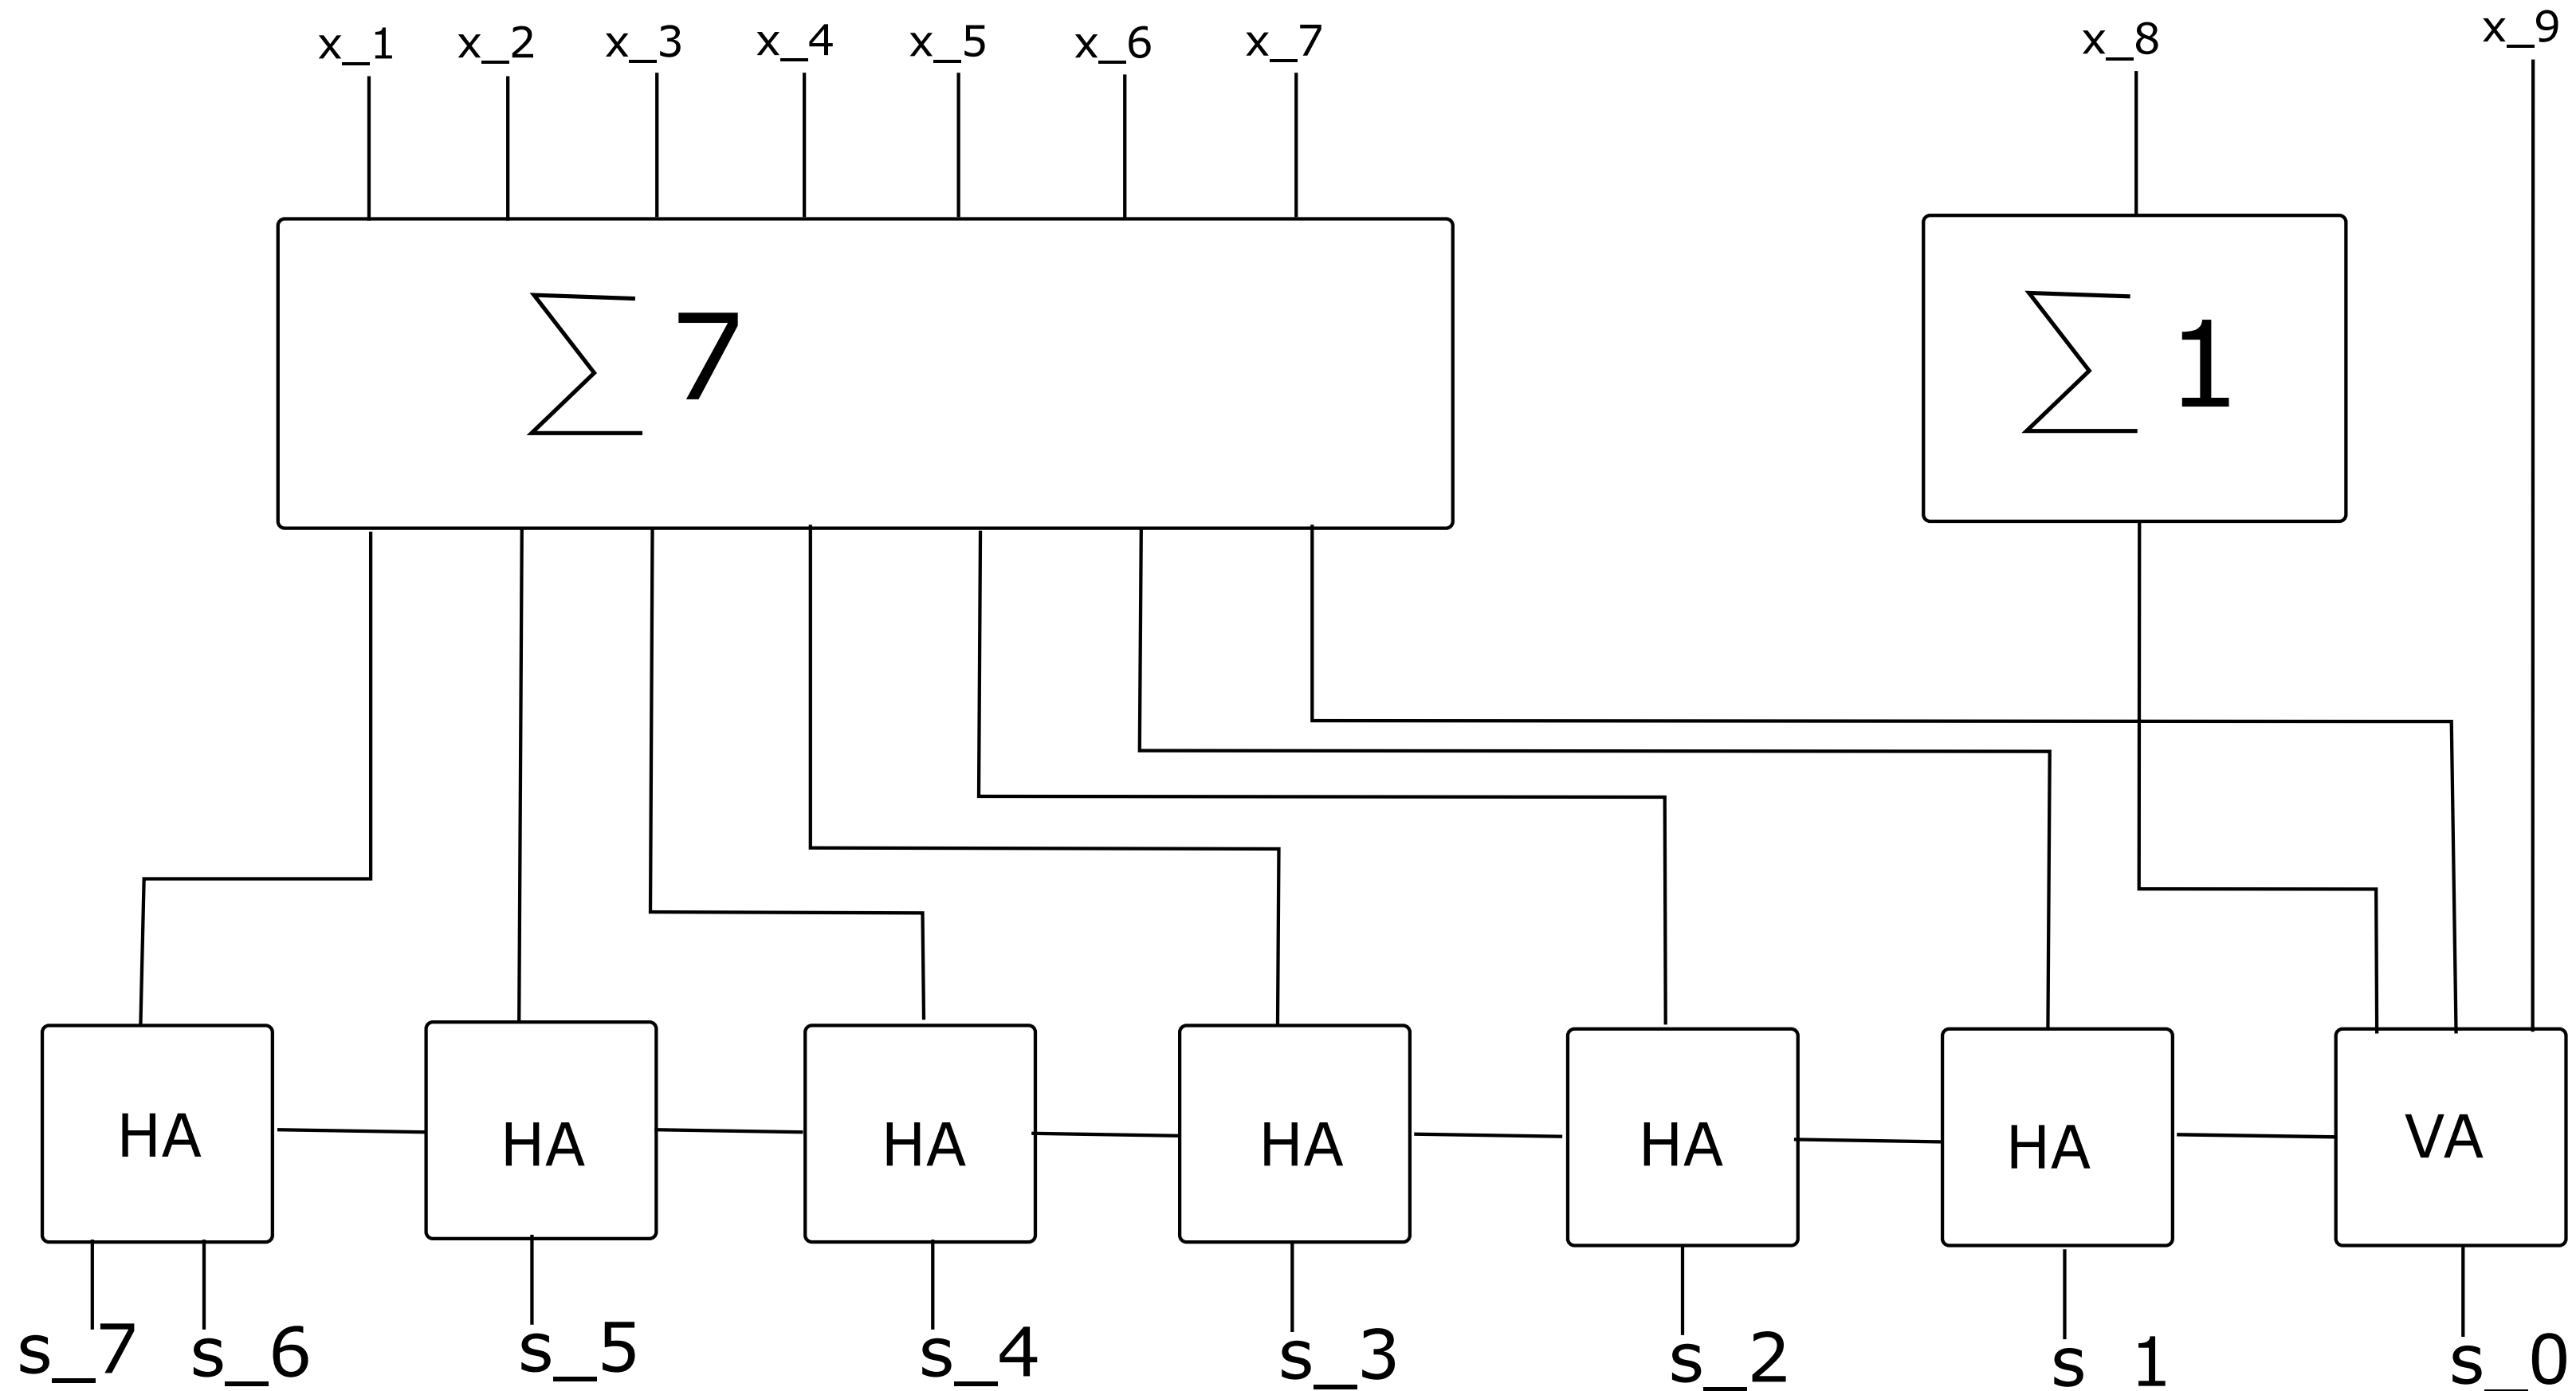 x_1 x_2 x_3 x_4 x_5 x_6 x_7 x_8 x_9
∑ 7 ∑ 1
HA HA HA HA HA HA VA
s_7 s_6 s_5 s_4 s_3 s_2 s 1 s_0